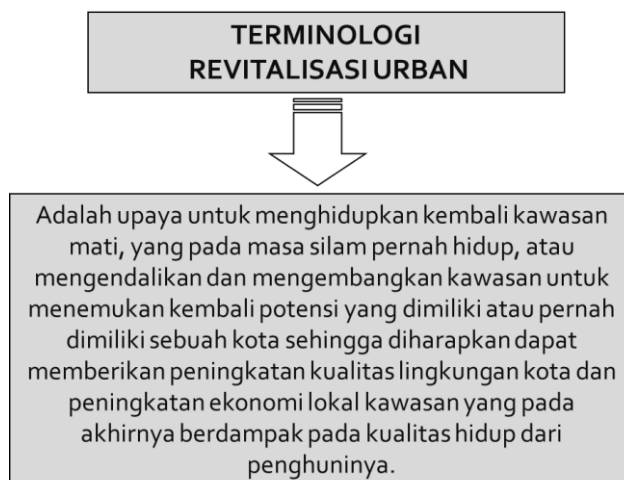 TERMINOLOGI
REVITALISASI URBAN
Adalah upaya untuk menghidupkan kembali kawasan
mati, yang pada masa silam pernah hidup, atau
mengendalikan dan mengembangkan kawasan untuk
menemukan kembali potensi yang dimiliki atau pernah
dimiliki sebuah kota sehingga diharapkan dapat
memberikan peningkatan kualitas lingkungan kota dan
peningkatan ekonomi lokal kawasan yang pada
akhirnya berdampak pada kualitas hidup dari
penghuninya.